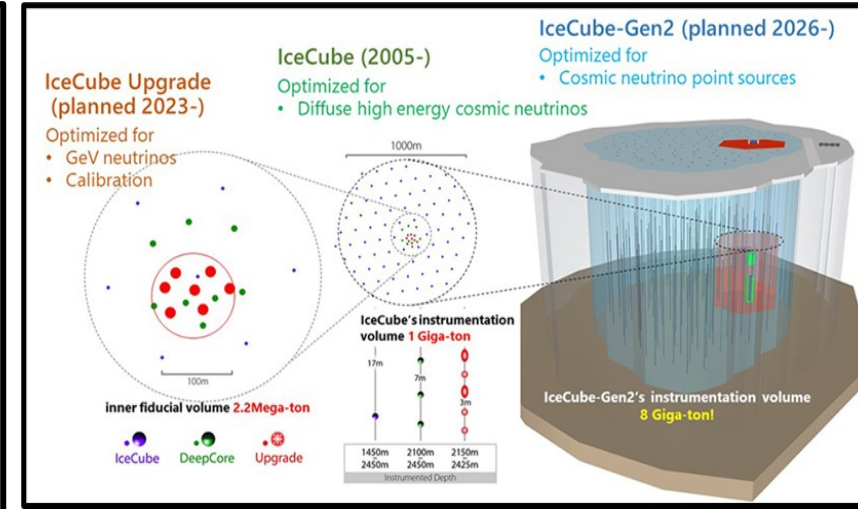 IceCube Upgrade
(planned 2023-)
Optimized for
• GeV neutrinos
• Calibration
100m
inner fiducial volume 2.2Mega-ton
IceCube
DeepCore
Upgrade
IceCube (2005-)
Optimized for
• Diffuse high energy cosmic neutrinos
1000m
IceCube's instrumentation
volume 1 Giga-ton
17m
7m
3m
1450m
2450m
2100m
2450m
2150m
2425m
Instrumented Depth
IceCube-Gen2 (planned 2026-)
Optimized for
• Cosmic neutrino point sources
IceCube-Gen2's instrumentation volume
8 Giga-ton!